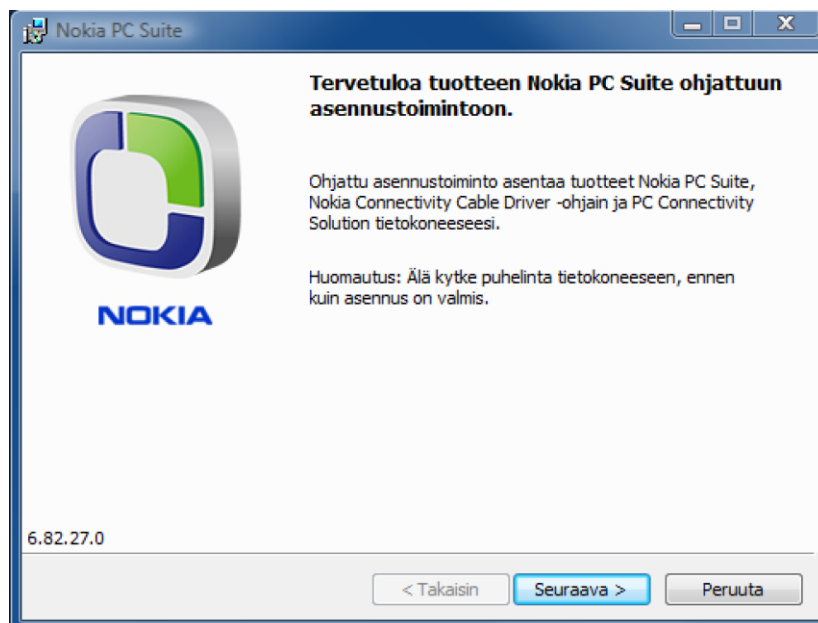 Nokia PC Suite
Tervetuloa tuotteen Nokia PC Suite ohjattuun
asennustoimintoon.
Ohjattu asennustoiminto asentaa tuotteet Nokia PC Suite,
Nokia Connectivity Cable Driver -ohjain ja PC Connectivity
Solution tietokoneeseesi.
Huomautus: Älä kytke puhelinta tietokoneeseen, ennen
kuin asennus on valmis.
NOKIA
6.82.27.0
< Takaisin
Seuraava >
Peruuta